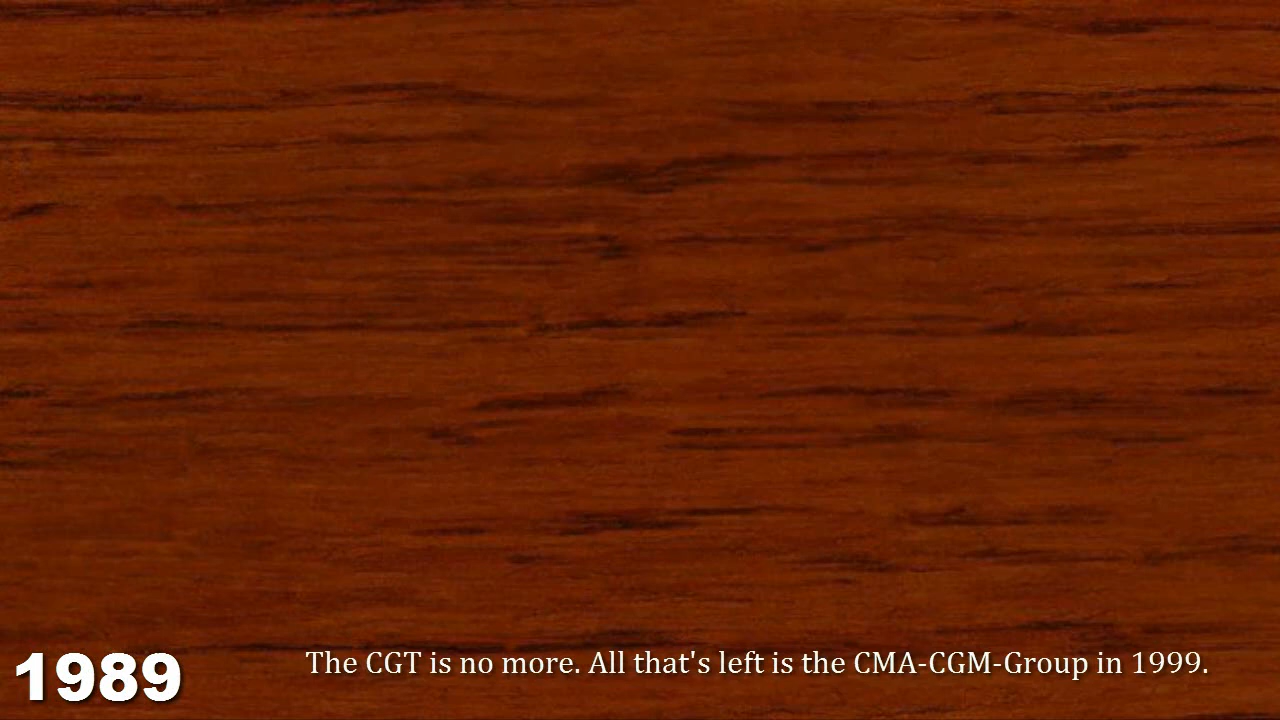 1989
The CGT is no more. All that's left is the CMA-CGM-Group in 1999.